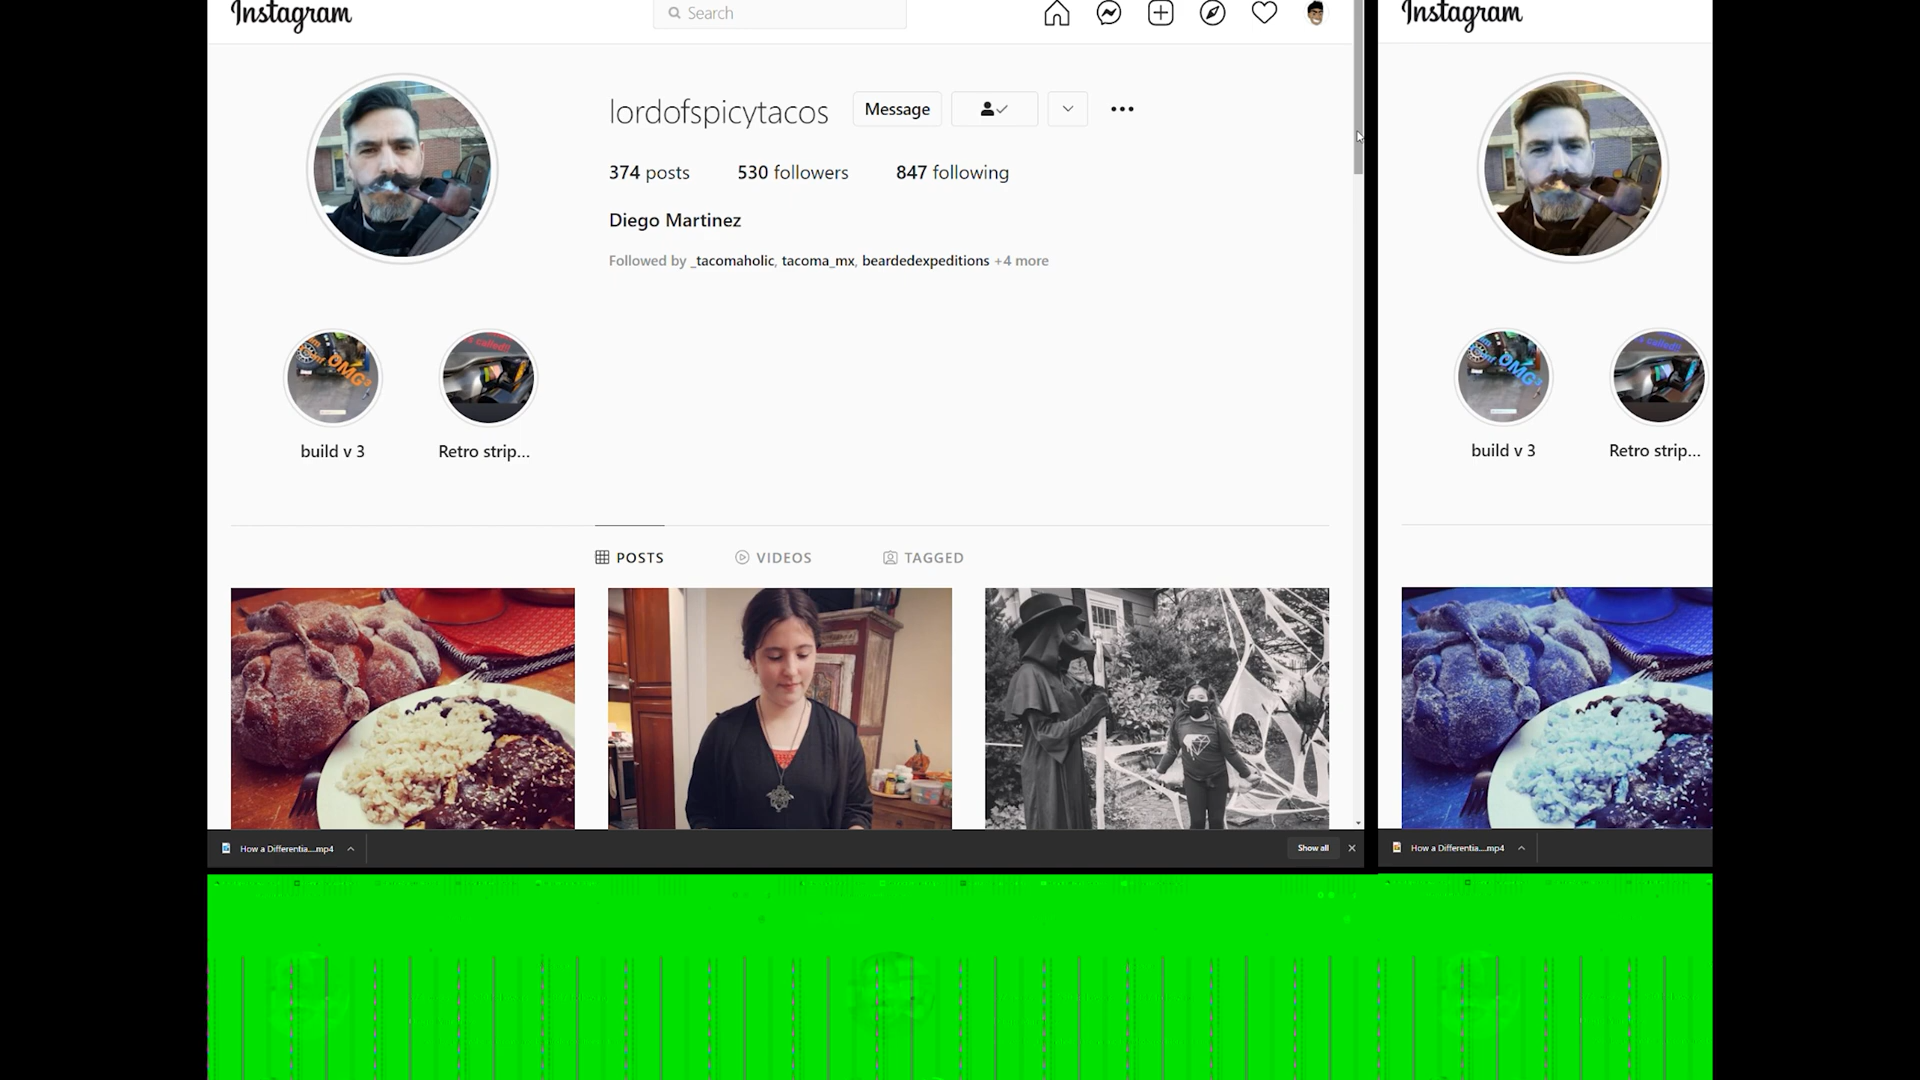 Instagram
Search
lordofspicytacos
Message
374 posts
530 followers
847 following
Diego Martinez
Followed by _tacomaholic, tacoma_mx, beardedexpeditions +4 more
OMG
build v 3
Retro strip...
POSTS
VIDEOS
TAGGED
How a Differentia....mp4
Show all
Instagram
OMG
build v 3
Retro strip...
How a Differentia....mp4